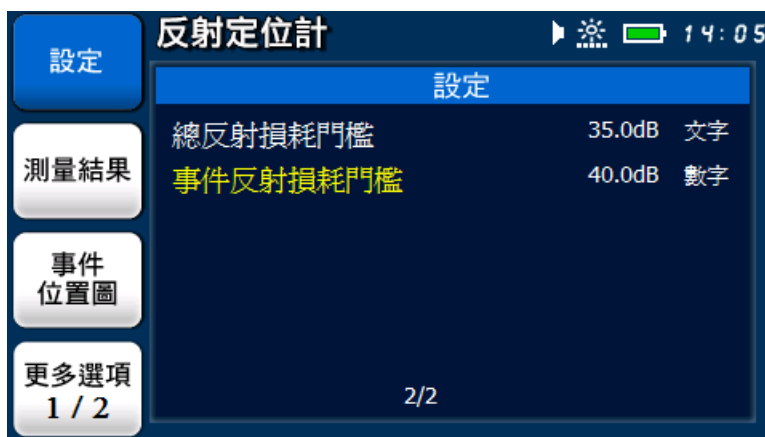 反射定位計 14:05
設定
設定
總反射損耗門檻 35.0dB 文字
事件反射損耗門檻 40.0dB 數字
2/2
測量結果
事件
位置圖
更多選項
1 / 2